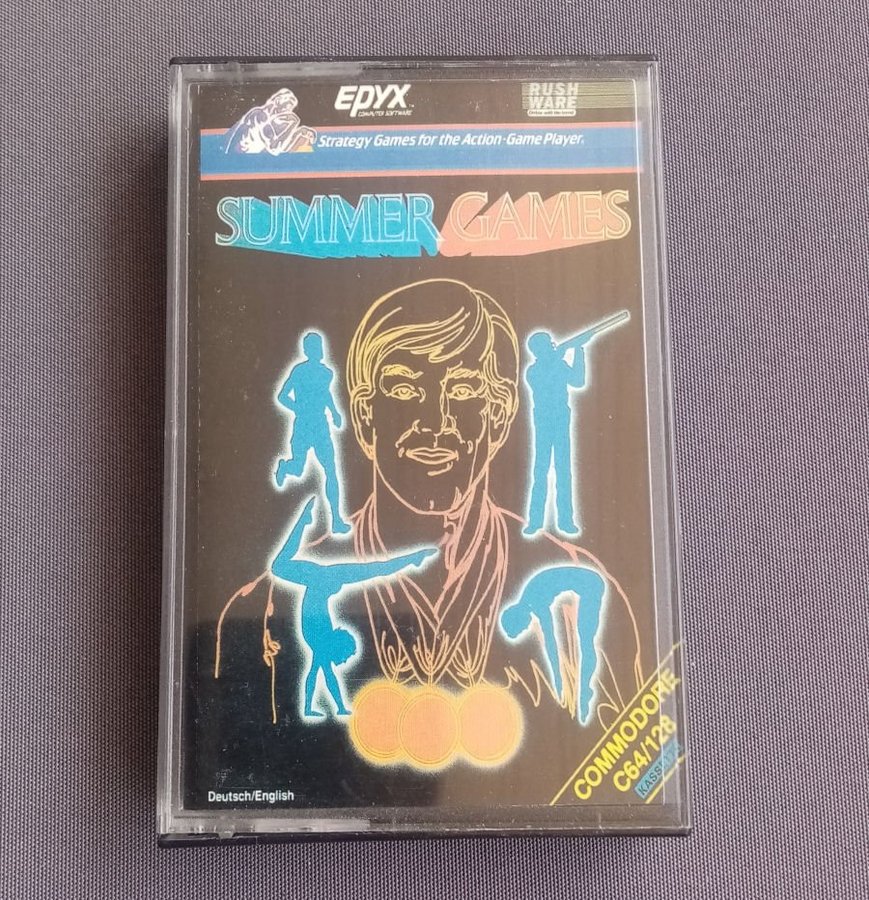 EPYX
COMPUTER SOFTWARE
RUSH
WARE
Strategy Games for the Action-Game Player.
SUMMER GAMES
COMMODORE
C64/128
Deutsch/English